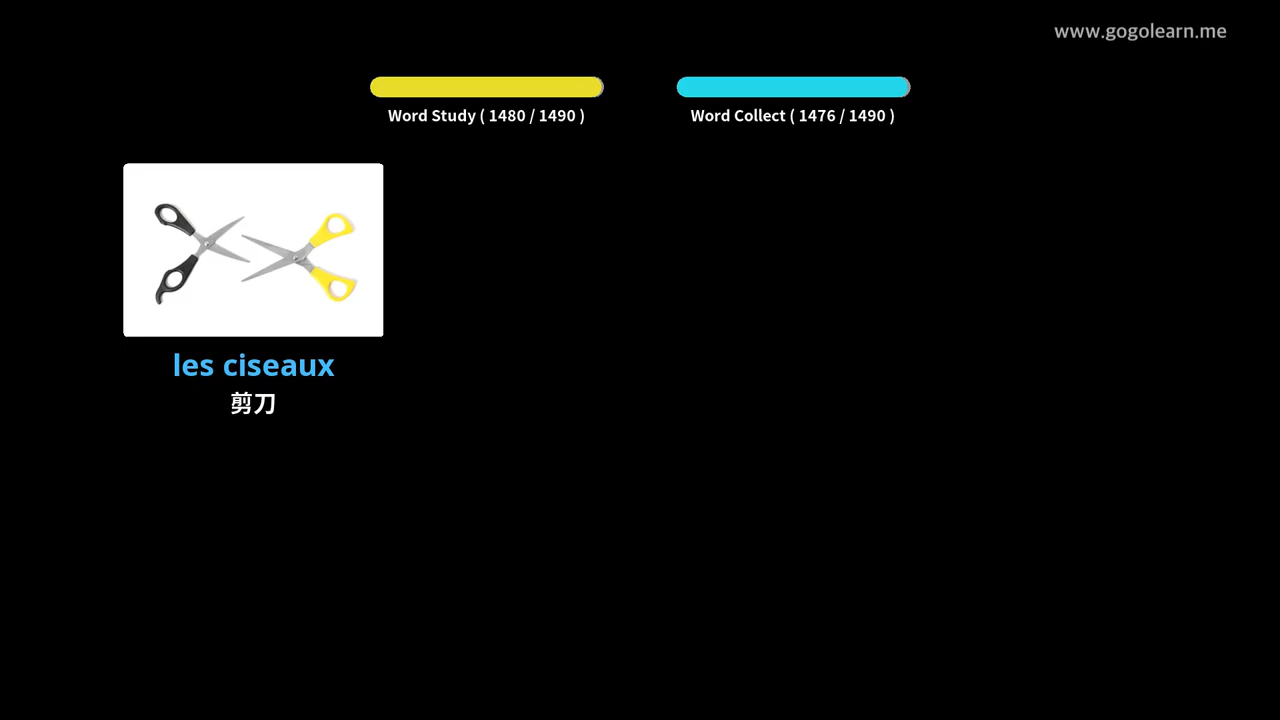 www.gogolearn.me
Word Study ( 1480 / 1490 )
Word Collect ( 1476 / 1490 )
les ciseaux
剪刀